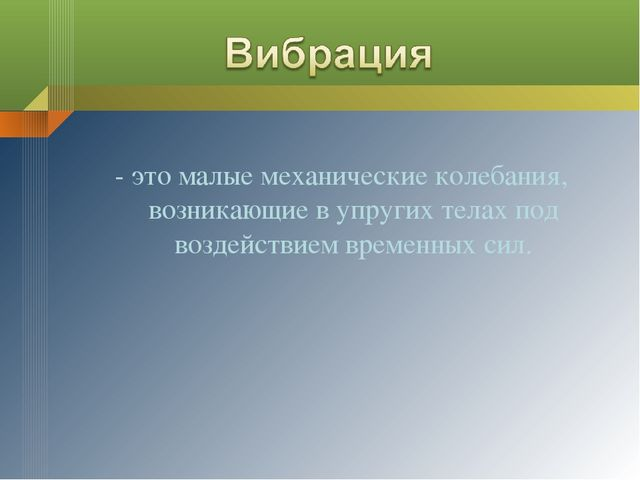 Вибрация
- это малые механические колебания,
возникающие в упругих телах под
воздействием временных сил.